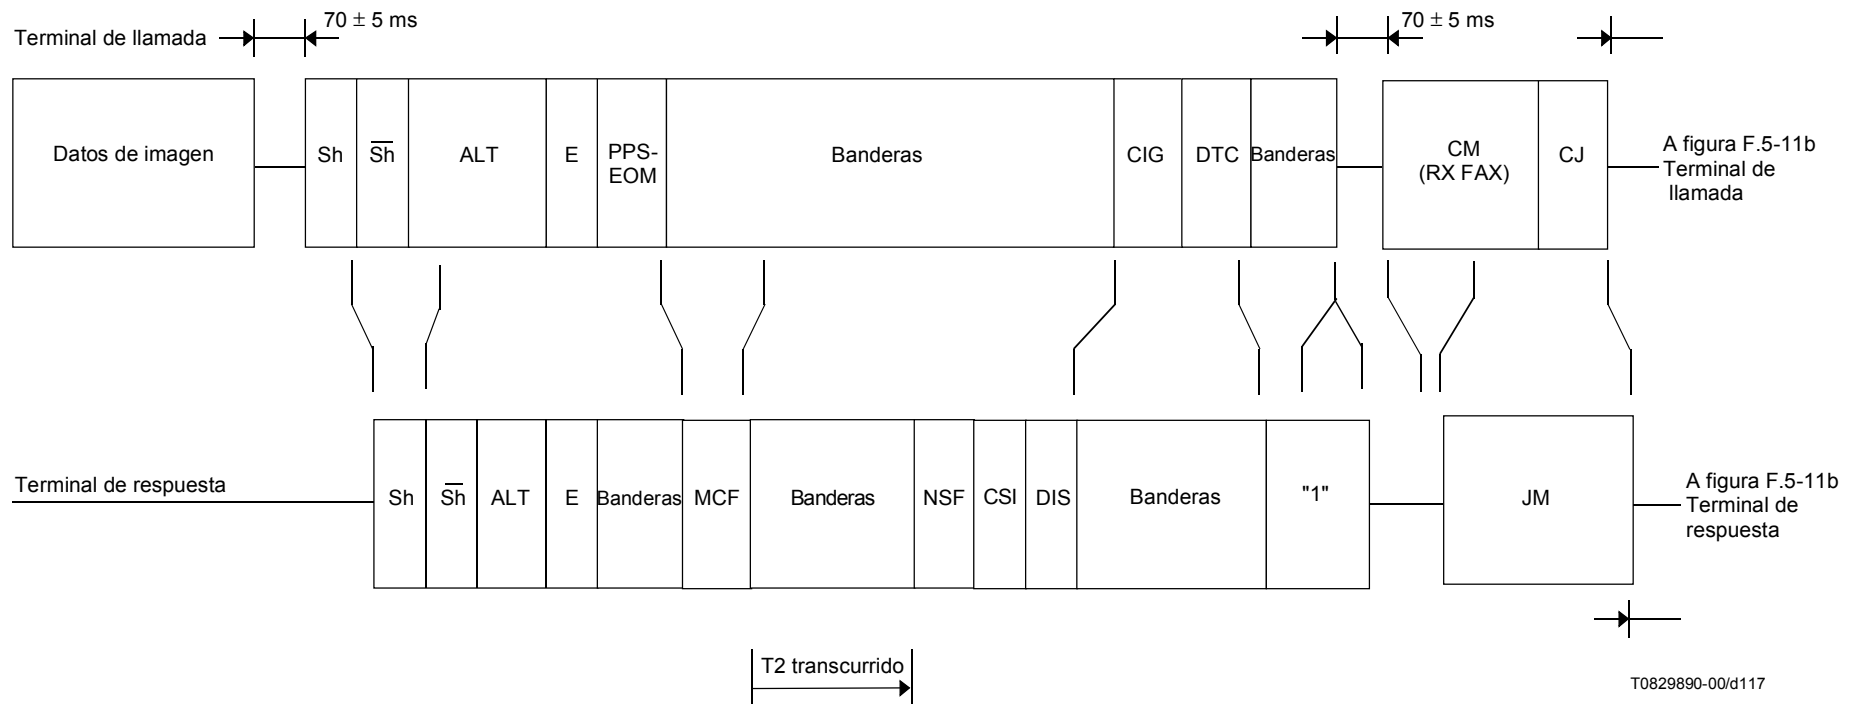 Terminal de llamada
70 ± 5 ms
70 ± 5 ms
Datos de imagen
Sh
S̅h̅
ALT
E
PPS-
EOM
Banderas
CIG
DTC
Banderas
CM
(RX FAX)
CJ
A figura F.5-11b
Terminal de
llamada
Terminal de respuesta
Sh
S̅h̅
ALT
E
Banderas
MCF
Banderas
NSF
CSI
DIS
Banderas
"1"
JM
A figura F.5-11b
Terminal de
respuesta
T2 transcurrido
T0829890-00/d117